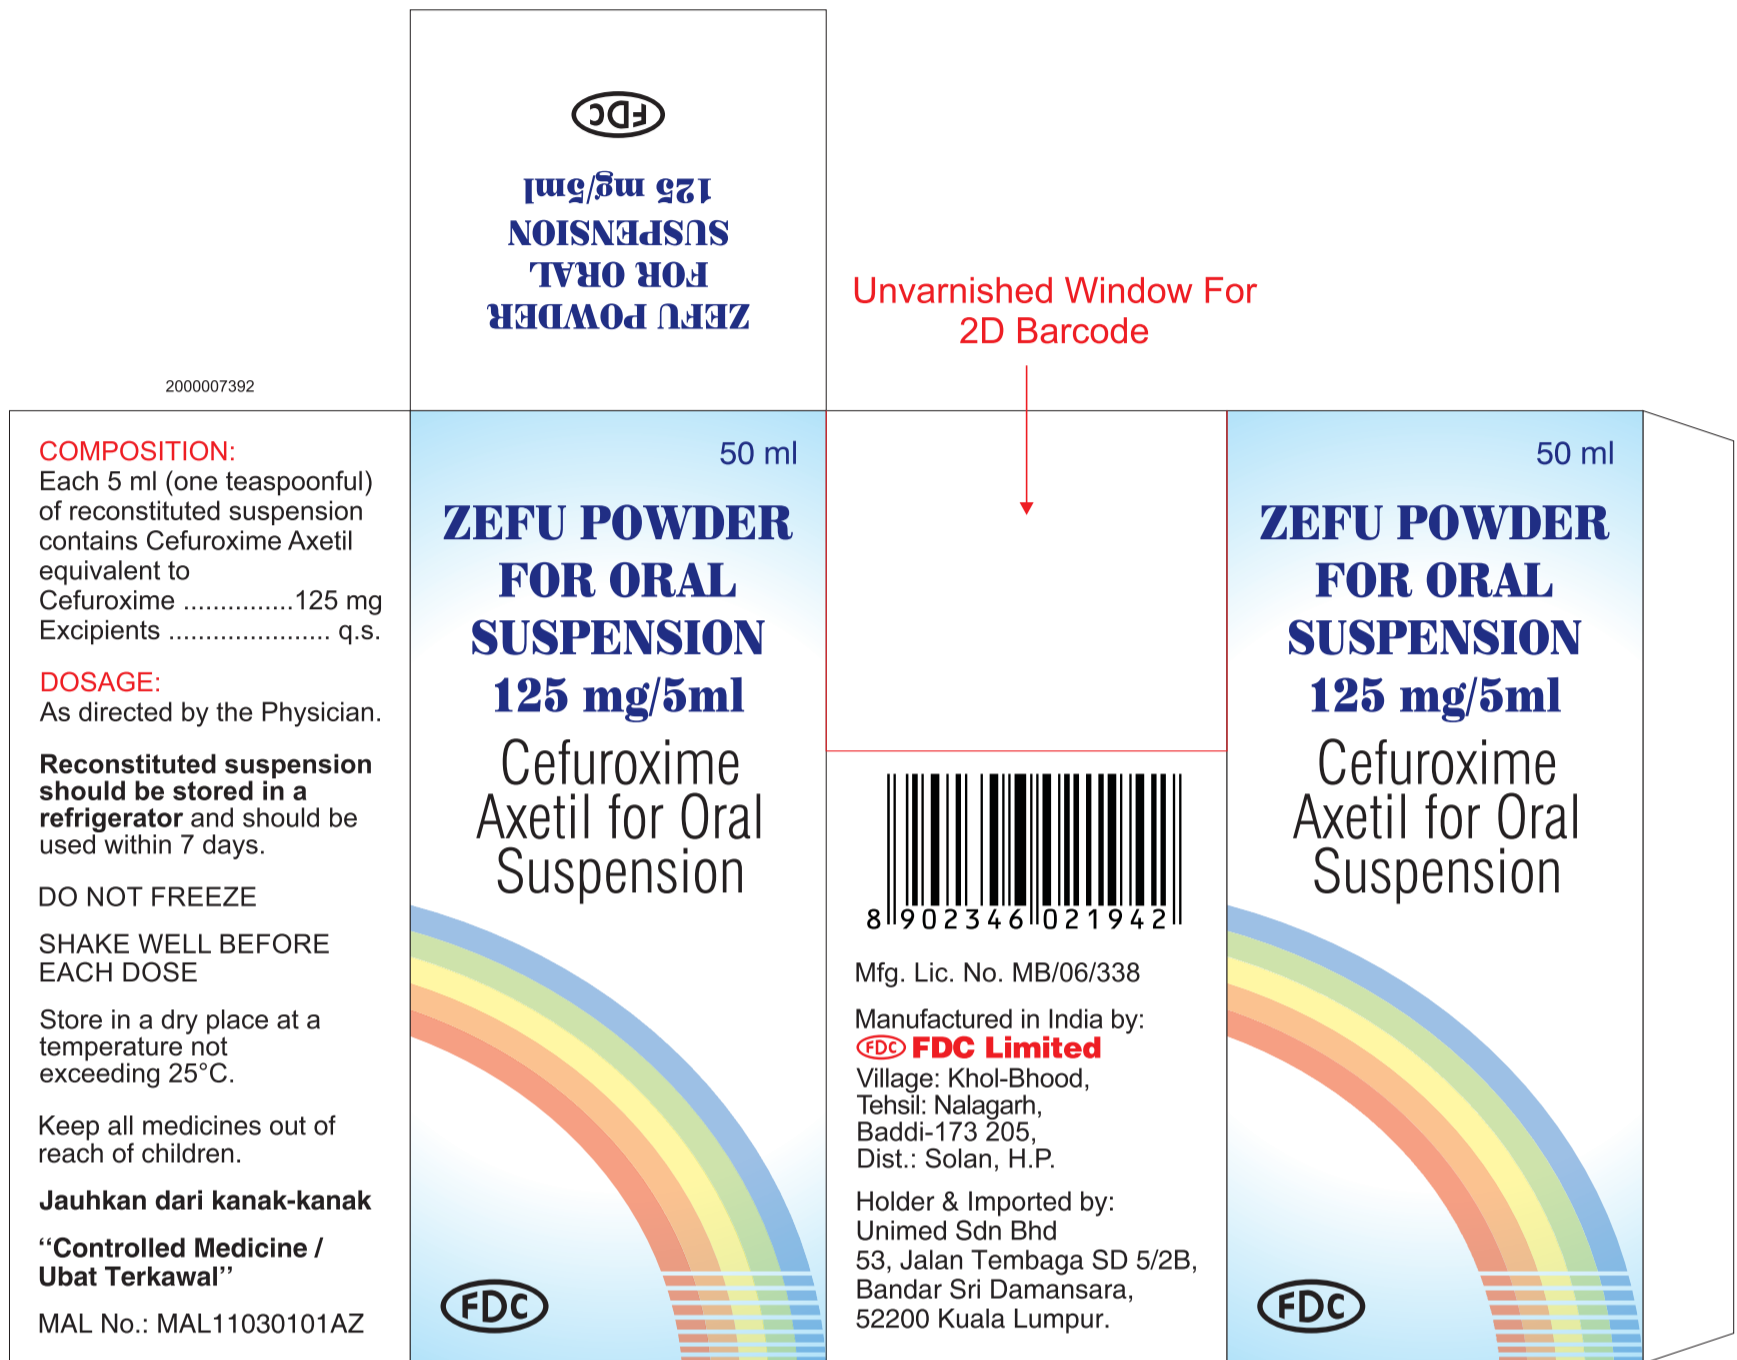 FDC
ZEFU POWDER
FOR ORAL
SUSPENSION
125 mg/5ml
Unvarnished Window For
2D Barcode
2000007392
COMPOSITION:
Each 5 ml (one teaspoonful)
of reconstituted suspension
contains Cefuroxime Axetil
equivalent to
Cefuroxime ...............125 mg
Excipients ...................... q.s.
DOSAGE:
As directed by the Physician.
Reconstituted suspension
should be stored in a
refrigerator and should be
used within 7 days.
DO NOT FREEZE
SHAKE WELL BEFORE
EACH DOSE
Store in a dry place at a
temperature not
exceeding 25°C.
Keep all medicines out of
reach of children.
Jauhkan dari kanak-kanak
“Controlled Medicine /
Ubat Terkawal”
MAL No.: MAL11030101AZ
50 ml
ZEFU POWDER
FOR ORAL
SUSPENSION
125 mg/5ml
Cefuroxime
Axetil for Oral
Suspension
FDC
8 902346 021942
Mfg. Lic. No. MB/06/338
Manufactured in India by:
FDC FDC Limited
Village: Khol-Bhood,
Tehsil: Nalagarh,
Baddi-173 205,
Dist.: Solan, H.P.
Holder & Imported by:
Unimed Sdn Bhd
53, Jalan Tembaga SD 5/2B,
Bandar Sri Damansara,
52200 Kuala Lumpur.
50 ml
ZEFU POWDER
FOR ORAL
SUSPENSION
125 mg/5ml
Cefuroxime
Axetil for Oral
Suspension
FDC